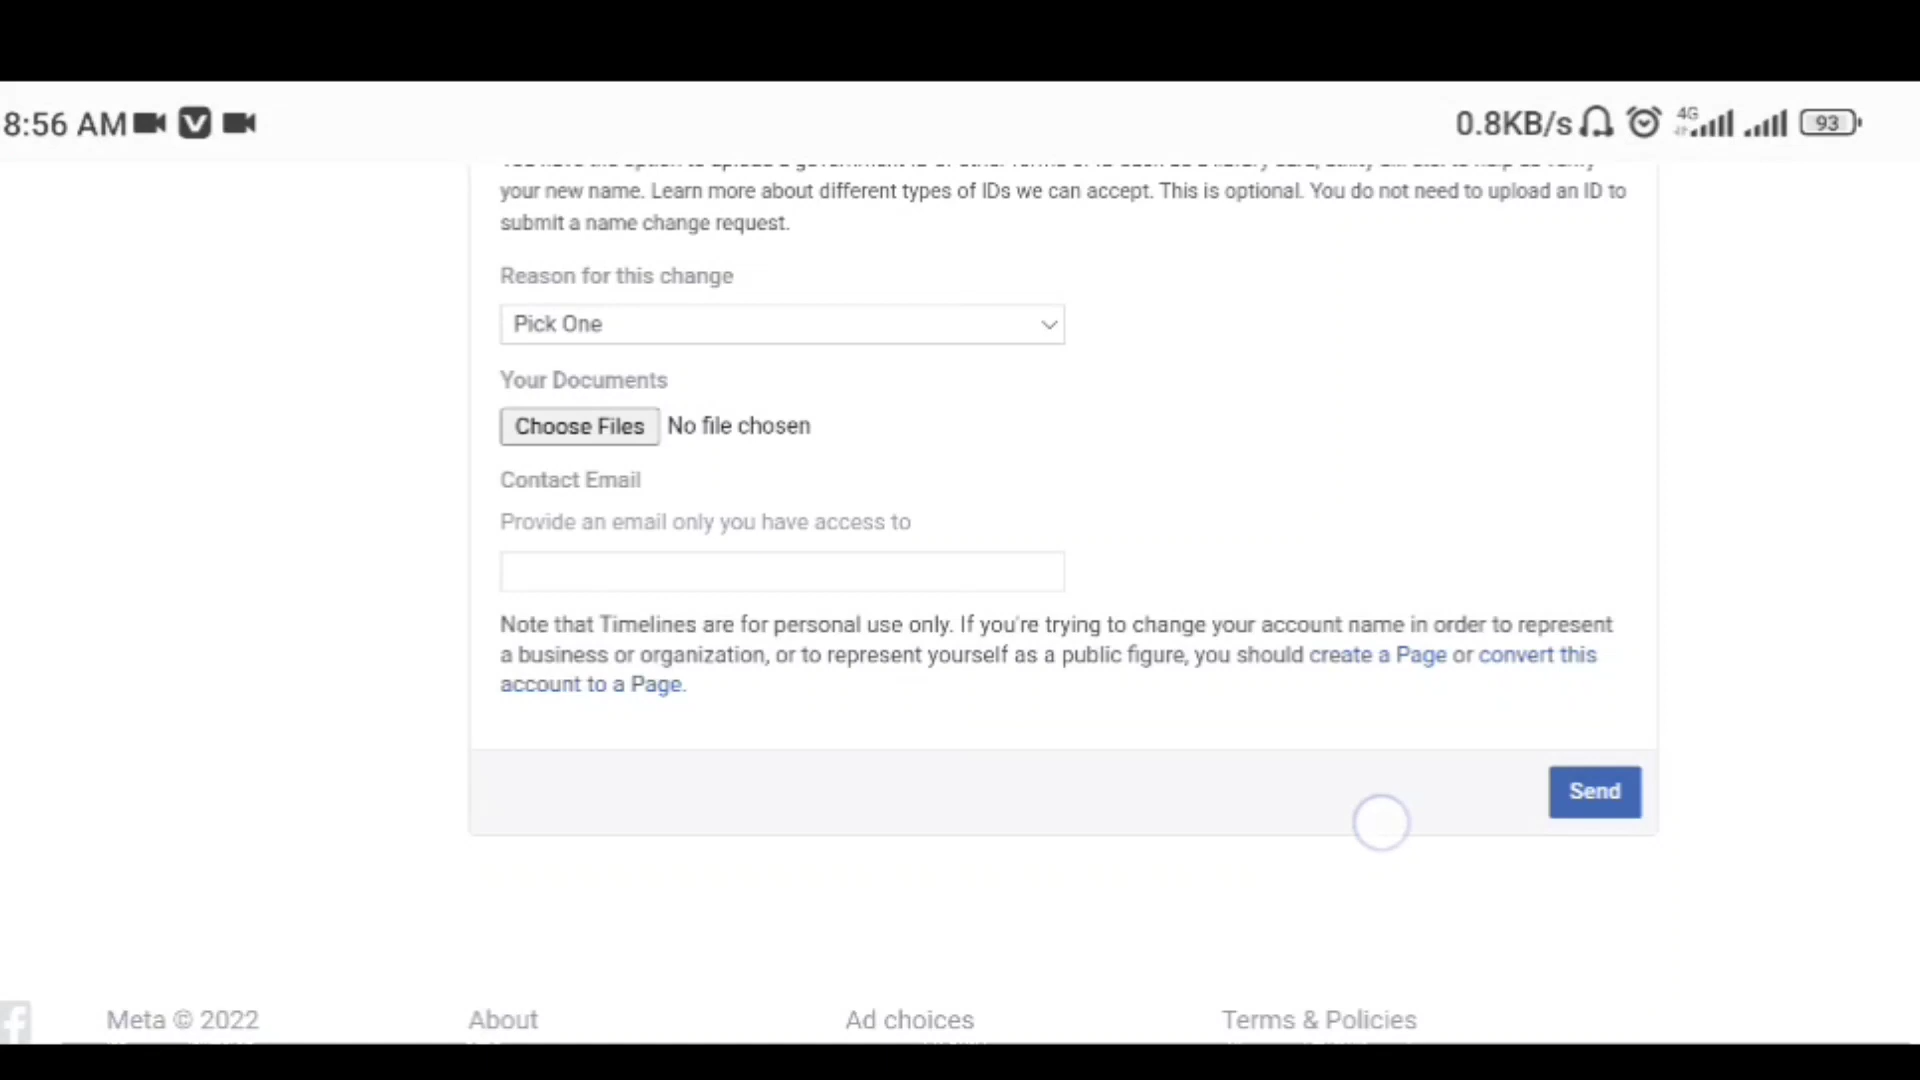 8:56 AM
0.8KB/s 4G 93
your new name. Learn more about different types of IDs we can accept. This is optional. You do not need to upload an ID to
submit a name change request.
Reason for this change
Pick One
Your Documents
Choose Files No file chosen
Contact Email
Provide an email only you have access to
Note that Timelines are for personal use only. If you're trying to change your account name in order to represent
a business or organization, or to represent yourself as a public figure, you should create a Page or convert this
account to a Page.
Send
Meta © 2022
About
Ad choices
Terms & Policies